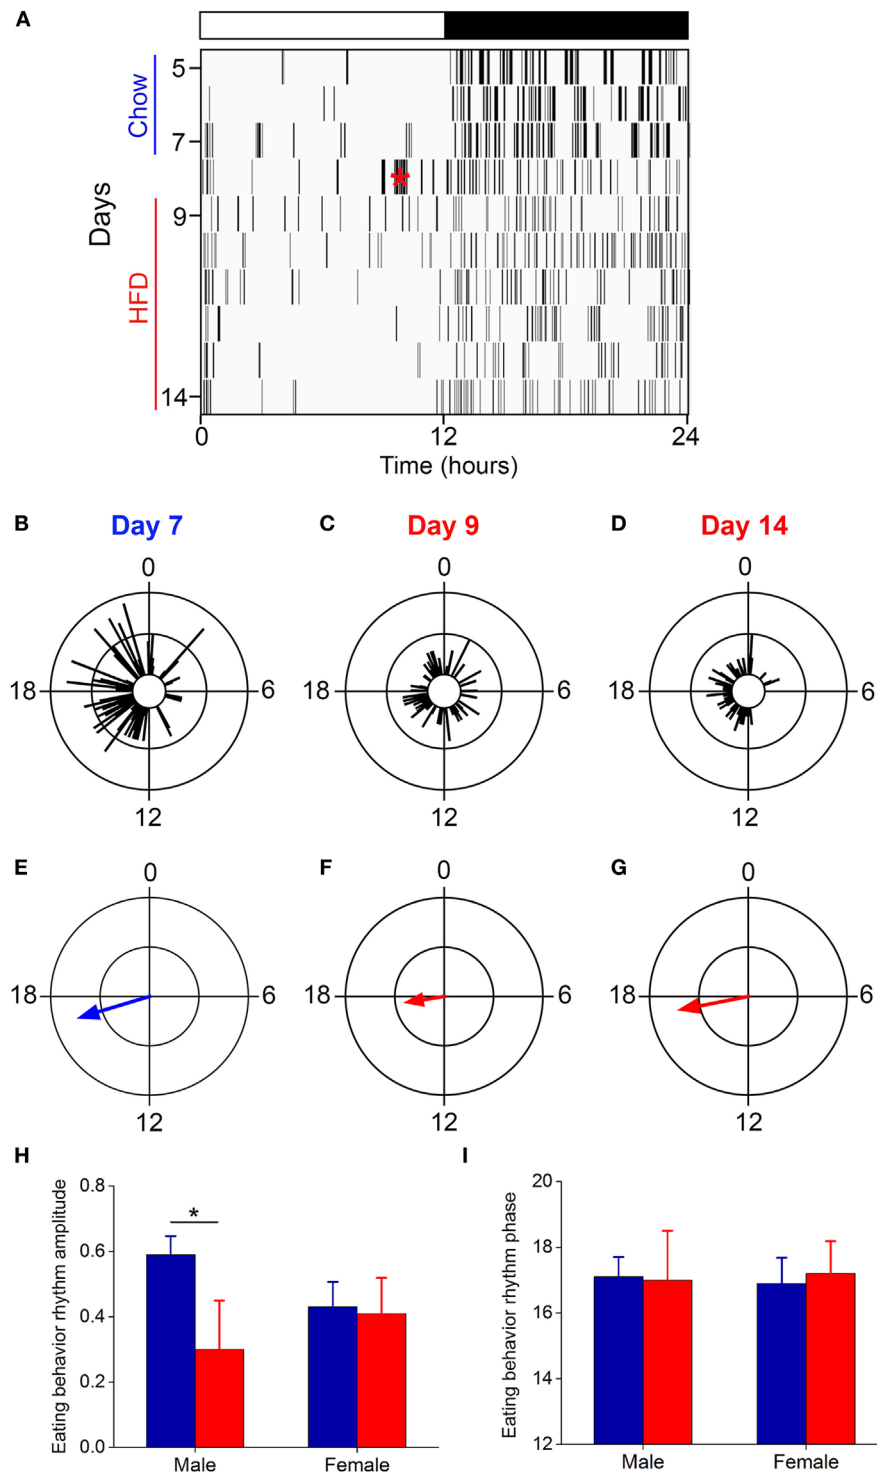 A
Chow
HFD
Days
5
7
9
14
0 12 24
Time (hours)
B Day 7 C Day 9 D Day 14
0 0 0
18 6 18 6 18 6
12 12 12
E F G
0 0 0
18 6 18 6 18 6
12 12 12
H I
Eating behavior rhythm amplitude
0.8
0.6
0.4
0.2
0.0
*
Male Female
Eating behavior rhythm phase
20
18
16
14
12
Male Female